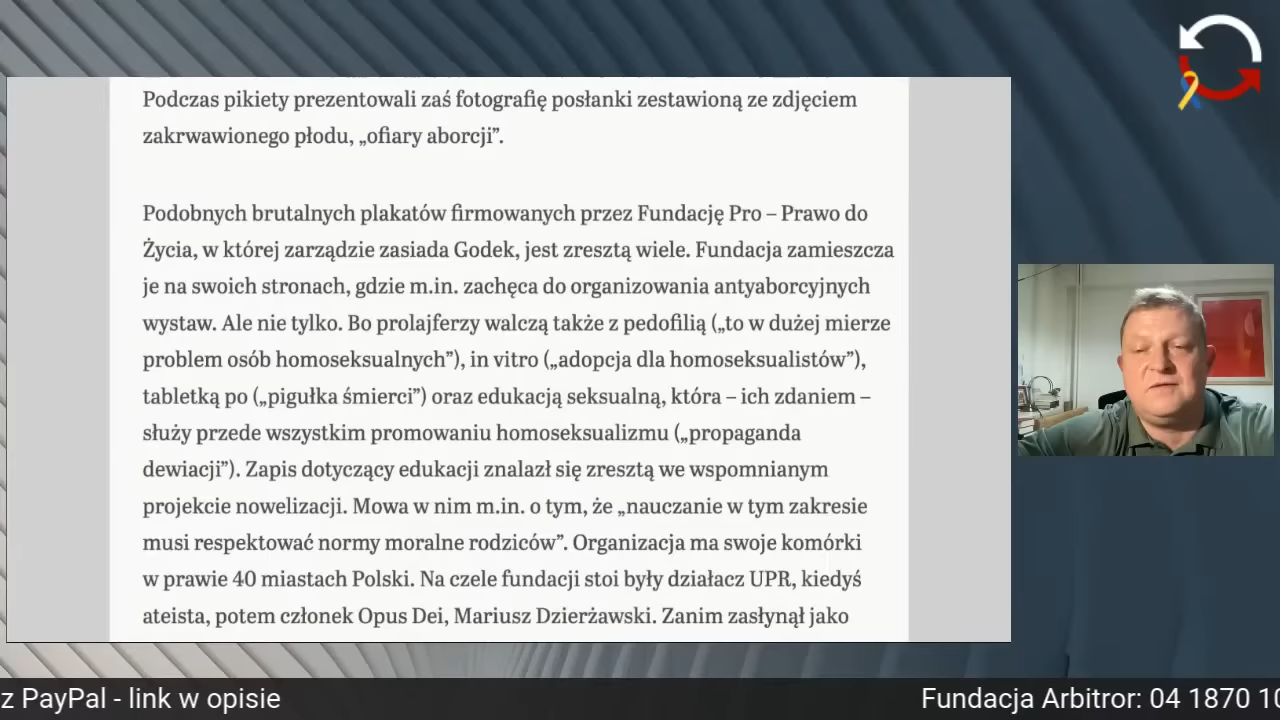 Podczas pikiety prezentowali zaś fotografię posłanki zestawioną ze zdjęciem
zakrwawionego płodu, „ofiary aborcji”.
Podobnych brutalnych plakatów firmowanych przez Fundację Pro – Prawo do
Życia, w której zarządzie zasiada Godek, jest zresztą wiele. Fundacja zamieszcza
je na swoich stronach, gdzie m.in. zachęca do organizowania antyaborcyjnych
wystaw. Ale nie tylko. Bo prolajferzy walczą także z pedofilią („to w dużej mierze
problem osób homoseksualnych”), in vitro („adopcja dla homoseksualistów”),
tabletką po („pigułka śmierci”) oraz edukacją seksualną, która – ich zdaniem –
służy przede wszystkim promowaniu homoseksualizmu („propaganda
dewiacji”). Zapis dotyczący edukacji znalazł się zresztą we wspomnianym
projekcie nowelizacji. Mowa w nim m.in. o tym, że „nauczanie w tym zakresie
musi respektować normy moralne rodziców”. Organizacja ma swoje komórki
w prawie 40 miastach Polski. Na czele fundacji stoi były działacz UPR, kiedyś
ateista, potem członek Opus Dei, Mariusz Dzierżawski. Zanim zasłynął jako
z PayPal - link w opisie
Fundacja Arbitror: 04 1870 10